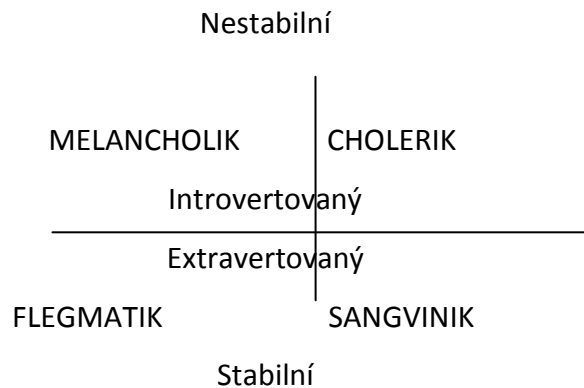 Nestabilní
MELANCHOLIK CHOLERIK
Introvertovaný
Extravertovaný
FLEGMATIK SANGVINIK
Stabilní